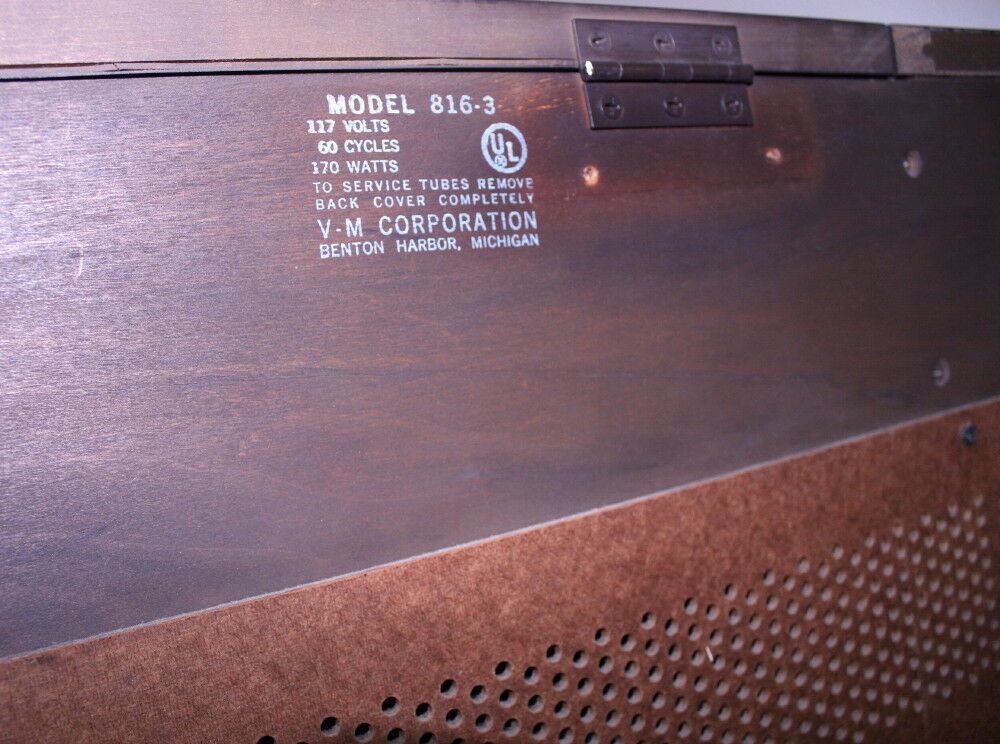 MODEL 816-3
117 VOLTS
60 CYCLES
170 WATTS
UL
TO SERVICE TUBES REMOVE
BACK COVER COMPLETELY
V-M CORPORATION
BENTON HARBOR, MICHIGAN